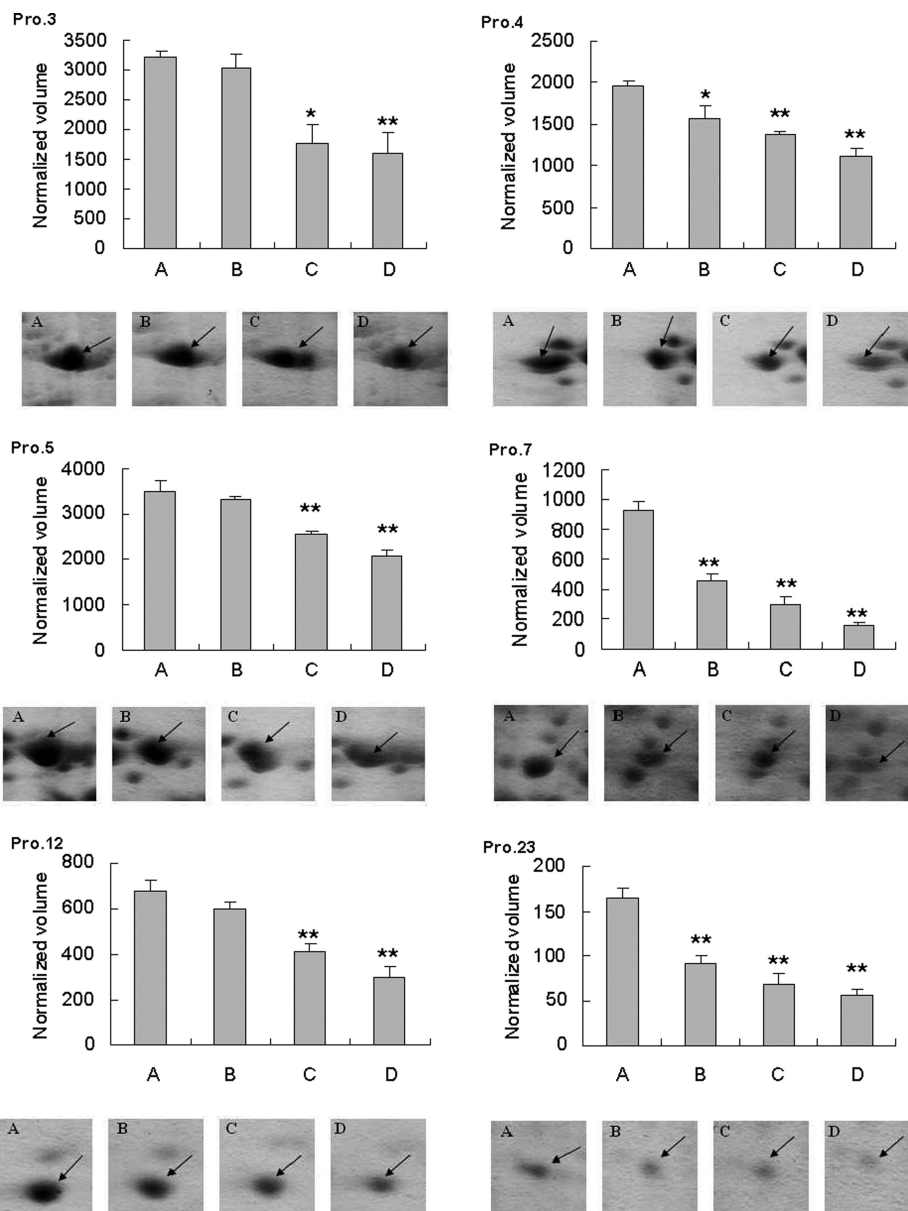 Pro.3
Normalized volume
3500
3000
2500
2000
1500
1000
500
0
*
**
A B C D
A B C D
Pro.4
Normalized volume
2500
2000
1500
1000
500
0
*
**
**
A B C D
A B C D
Pro.5
Normalized volume
4000
3000
2000
1000
0
**
**
A B C D
A B C D
Pro.7
Normalized volume
1200
1000
800
600
400
200
0
**
**
**
A B C D
A B C D
Pro.12
Normalized volume
800
600
400
200
0
**
**
A B C D
A B C D
Pro.23
Normalized volume
200
150
100
50
0
**
**
**
A B C D
A B C D